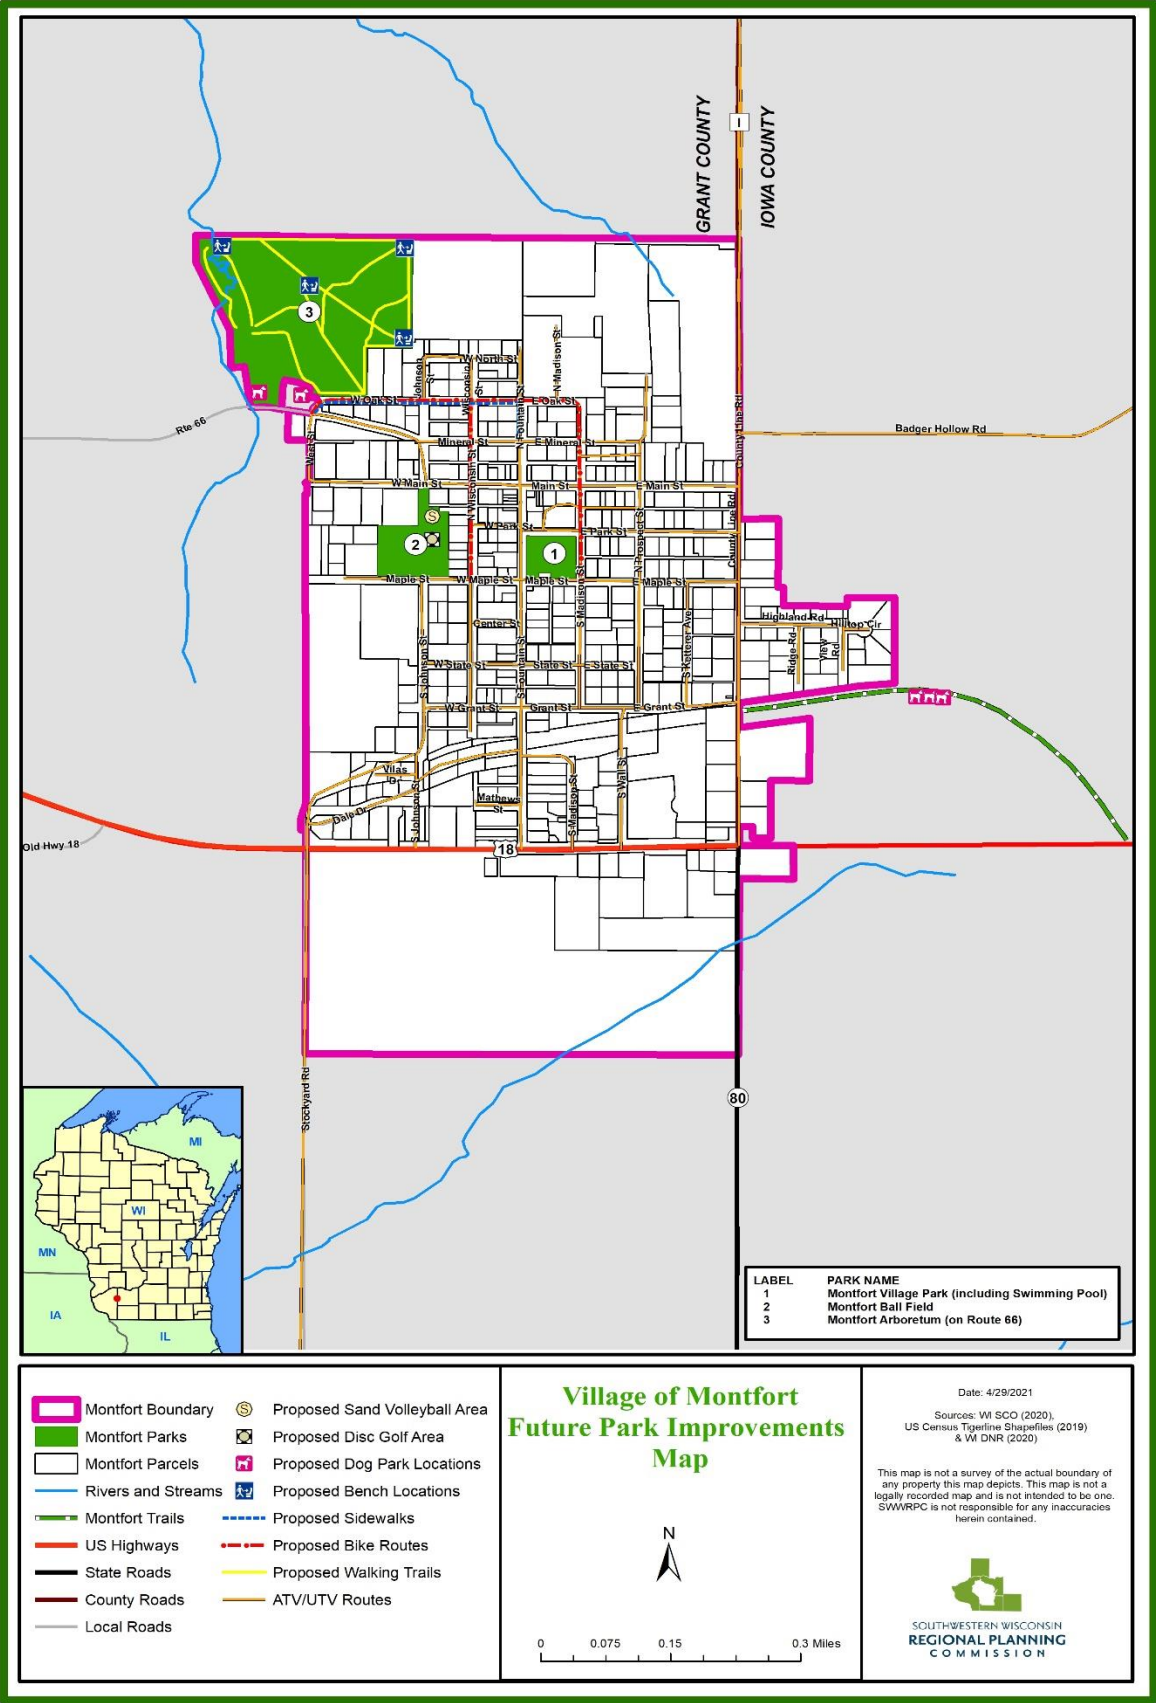 GRANT COUNTY
IOWA COUNTY
I
3
Rte 66
W Oak St
E Oak St
W North St
Johnson
St
Wisconsin
St
N Madison St
N Fountain St
Mineral St
E Mineral St
West St
W Main St
Main St
E Main St
N Wisconsin St
W Park St
E Park St
N Prospect St
County Line Rd
County Line Rd
Badger Hollow Rd
S
2
1
Maple St
W Maple St
Maple St
E Maple St
S Madison St
Center St
S Johnson St
W State St
State St
E State St
S Fountain St
S Ketterer Ave
Highland Rd
Hilltop Cir
Ridge Rd
View
Rd
W Grant St
Grant St
E Grant St
Vilas
Dr
Dale Dr
S Johnson St
Mathews
St
S Madison St
S Wall St
Old Hwy 18
18
Stockyard Rd
80
MI
WI
MN
IA
IL
LABEL PARK NAME
1 Montfort Village Park (including Swimming Pool)
2 Montfort Ball Field
3 Montfort Arboretum (on Route 66)
Montfort Boundary
Montfort Parks
Montfort Parcels
Rivers and Streams
Montfort Trails
US Highways
State Roads
County Roads
Local Roads
S Proposed Sand Volleyball Area
Proposed Disc Golf Area
Proposed Dog Park Locations
Proposed Bench Locations
Proposed Sidewalks
Proposed Bike Routes
Proposed Walking Trails
ATV/UTV Routes
Village of Montfort
Future Park Improvements
Map
N
0 0.075 0.15 0.3 Miles
Date: 4/29/2021
Sources: WI SCO (2020),
US Census Tigerline Shapefiles (2019)
& WI DNR (2020)
This map is not a survey of the actual boundary of
any property this map depicts. This map is not a
legally recorded map and is not intended to be one.
SWWRPC is not responsible for any inaccuracies
herein contained.
SOUTHWESTERN WISCONSIN
REGIONAL PLANNING
COMMISSION